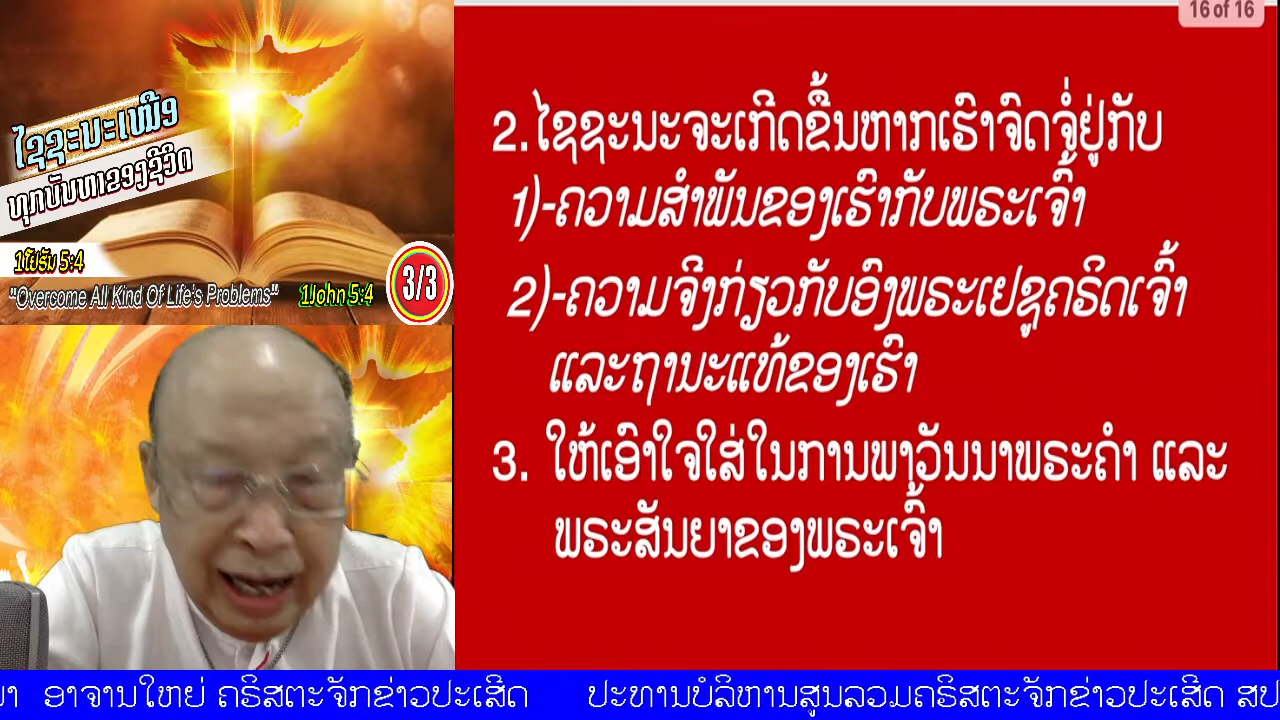 16 of 16
ໄຊຊະນະເໜືອ
ທຸກບັນຫາຂອງຊີວິດ
1ໂຢຮັນ 5:4
"Overcome All Kind Of Life's Problems"
1John 5:4
3/3
2.ໄຊຊະນະຈະເກີດຂຶ້ນຫາກເຮົາຈົດຈໍ່ຢູ່ກັບ
1)-ຄວາມສຳພັນຂອງເຮົາກັບພຣະເຈົ້າ
2)-ຄວາມຈິງກ່ຽວກັບອົງພຣະເຢຊູຄຣິດເຈົ້າ
ແລະຖານະແທ້ຂອງເຮົາ
3. ໃຫ້ເອົາໃຈໃສ່ໃນການພາວັນນາພຣະຄຳ ແລະ
ພຣະສັນຍາຂອງພຣະເຈົ້າ
ອາຈານໃຫຍ່ ຄຣິສຕະຈັກຂ່າວປະເສີດ ປະທານບໍລິຫານສູນລວມຄຣິສຕະຈັກຂ່າວປະເສີດ